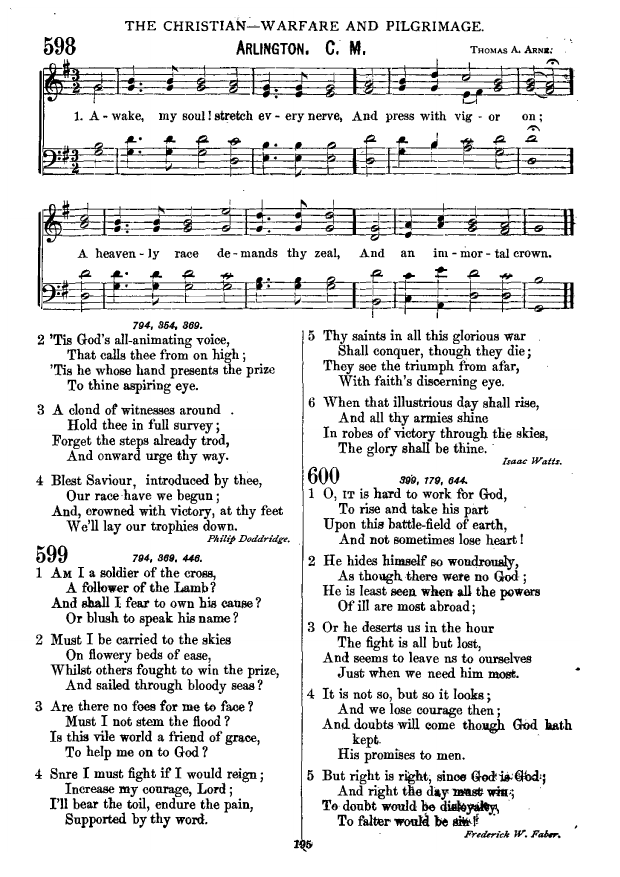 THE CHRISTIAN—WARFARE AND PILGRIMAGE.
598
ARLINGTON. C. M.
THOMAS A. ARNE.
1. A - wake, my soul! stretch ev - ery nerve, And press with vig - or on;
A heaven - ly race de - mands thy zeal, And an im - mor - tal crown.
794, 354, 369.
2 'Tis God's all-animating voice,
That calls thee from on high;
'Tis he whose hand presents the prize
To thine aspiring eye.
3 A clond of witnesses around
Hold thee in full survey;
Forget the steps already trod,
And onward urge thy way.
4 Blest Saviour, introduced by thee,
Our race have we begun;
And, crowned with victory, at thy feet
We'll lay our trophies down.
Philip Doddridge.
599
794, 369, 446.
1 AM I a soldier of the cross,
A follower of the Lamb?
And shall I fear to own his cause?
Or blush to speak his name?
2 Must I be carried to the skies
On flowery beds of ease,
Whilst others fought to win the prize,
And sailed through bloody seas?
3 Are there no foes for me to face?
Must I not stem the flood?
Is this vile world a friend of grace,
To help me on to God?
4 Snre I must fight if I would reign;
Increase my courage, Lord;
I'll bear the toil, endure the pain,
Supported by thy word.
5 Thy saints in all this glorious war
Shall conquer, though they die;
They see the triumph from afar,
With faith's discerning eye.
6 When that illustrious day shall rise,
And all thy armies shine
In robes of victory through the skies,
The glory shall be thine.
Isaac Watts.
600
399, 179, 644.
1 O, IT is hard to work for God,
To rise and take his part
Upon this battle-field of earth,
And not sometimes lose heart!
2 He hides himself so wondrously,
As though there were no God;
He is least seen when all the powers
Of ill are most abroad;
3 Or he deserts us in the hour
The fight is all but lost,
And seems to leave us to ourselves
Just when we need him most.
4 It is not so, but so it looks;
And we lose courage then;
And doubts will come though God hath
kept
His promises to men.
5 But right is right, since God is God;
And right the day must win;
To doubt would be disloyalty,
To falter would be sin!
Frederick W. Faber.
195